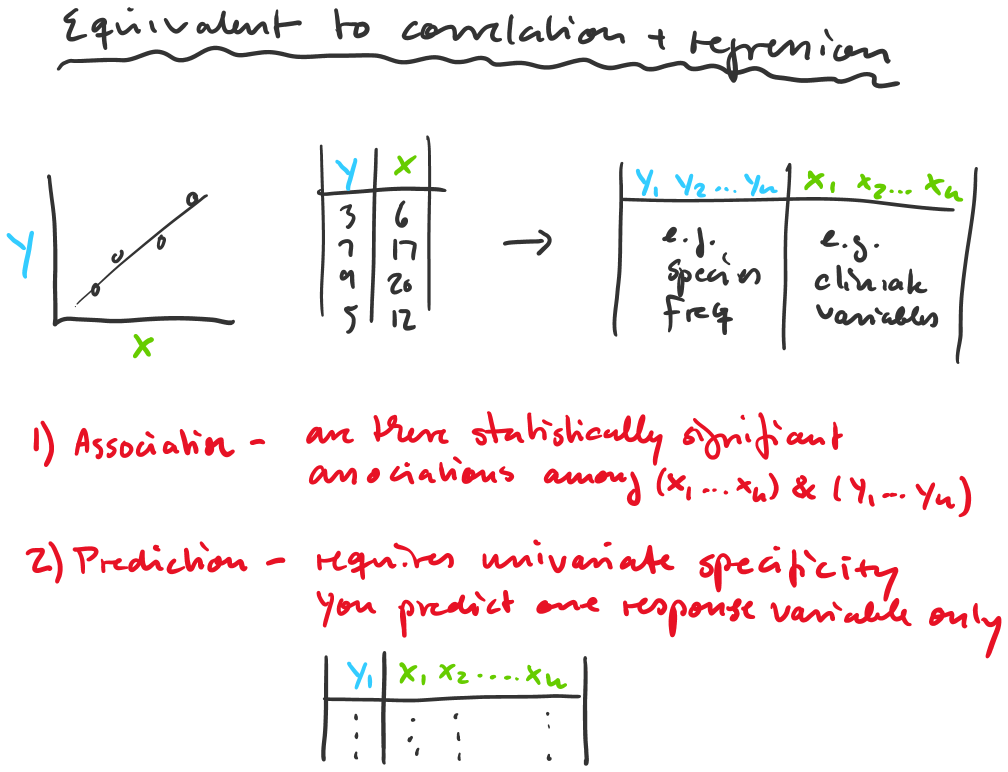 Equivalent to correlation + regression
Y X
3 6
7 17
9 20
5 12
Y
X
→
Y₁ Y₂ ... Yₙ X₁ X₂ ... Xₙ
e.g. e.g.
species climate
freq variables
1) Association - are there statistically significant
associations among (X₁ ... Xₙ) & (Y₁ ... Yₙ)
2) Prediction - requires univariate specificity
You predict one response variable only
Y₁ X₁ X₂ ...... Xₙ